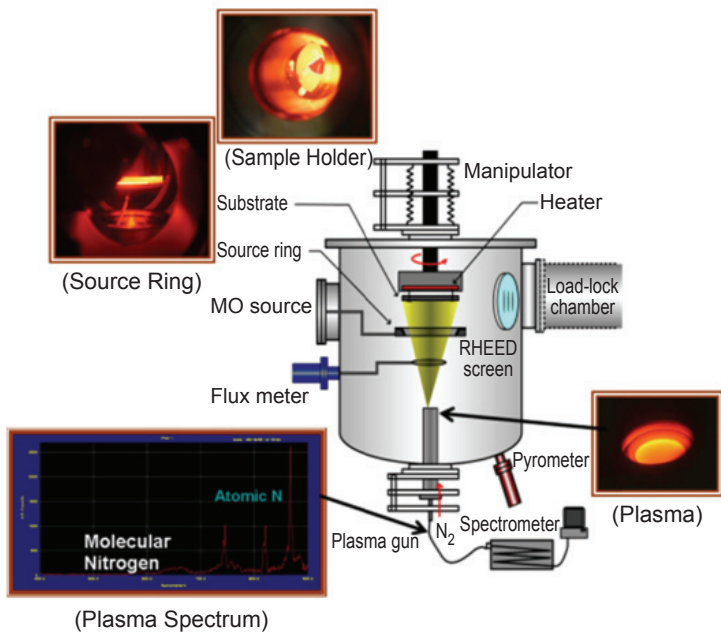 (Sample Holder)
Manipulator
Substrate
Heater
Source ring
(Source Ring)
MO source
Load-lock
chamber
RHEED
screen
Flux meter
Pyrometer
Atomic N
Molecular
Nitrogen
Spectrometer
N2
Plasma gun
(Plasma)
(Plasma Spectrum)